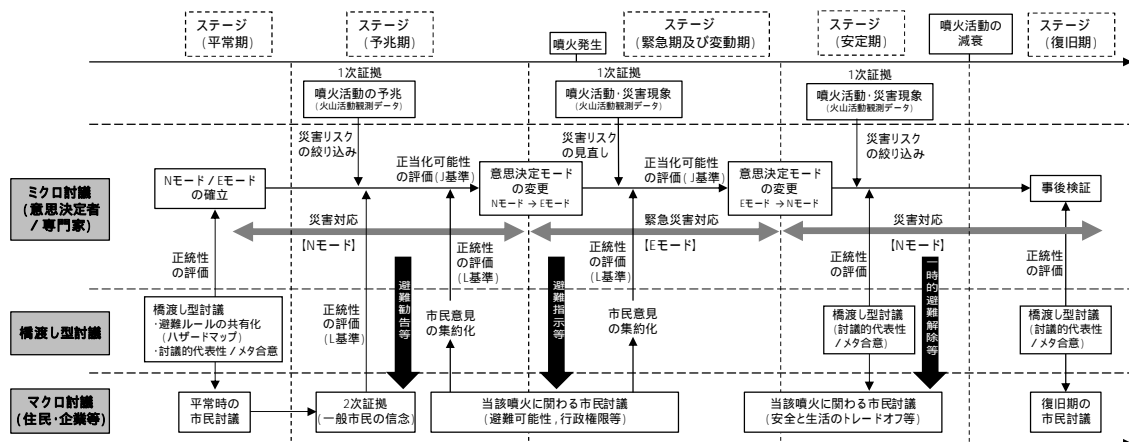 ステージ
(平常期)
ステージ
(予兆期)
噴火発生
ステージ
(緊急期及び変動期)
ステージ
(安定期)
噴火活動の
減衰
ステージ
(復旧期)
1次証拠
噴火活動の予兆
(火山活動観測データ)
1次証拠
噴火活動・災害現象
(火山活動観測データ)
1次証拠
噴火活動・災害現象
(火山活動観測データ)
災害リスク
の絞り込み
災害リスク
の見直し
災害リスク
の絞り込み
ミクロ討議
(意思決定者
/ 専門家)
Nモード / Eモード
の確立
正当化可能性
の評価(J基準)
意思決定モード
の変更
Nモード → Eモード
正当化可能性
の評価(J基準)
意思決定モード
の変更
Eモード → Nモード
事後検証
災害対応
【Nモード】
緊急災害対応
【Eモード】
災害対応
【Nモード】
正統性
の評価
正統性
の評価
(L基準)
正統性
の評価
(L基準)
正統性
の評価
正統性
の評価
橋渡し型討議
橋渡し型討議
・避難ルールの共有化
(ハザードマップ)
・討議的代表性 / メタ合意
正統性
の評価
(L基準)
避難勧告等
市民意見
の集約化
避難指示等
市民意見
の集約化
橋渡し型討議
(討議的代表性
/メタ合意)
一時的避難解除等
橋渡し型討議
(討議的代表性
/メタ合意)
マクロ討議
(住民・企業等)
平常時の
市民討議
2次証拠
(一般市民の信念)
当該噴火に関わる市民討議
(避難可能性,行政権限等)
当該噴火に関わる市民討議
(安全と生活のトレードオフ等)
復旧期の
市民討議